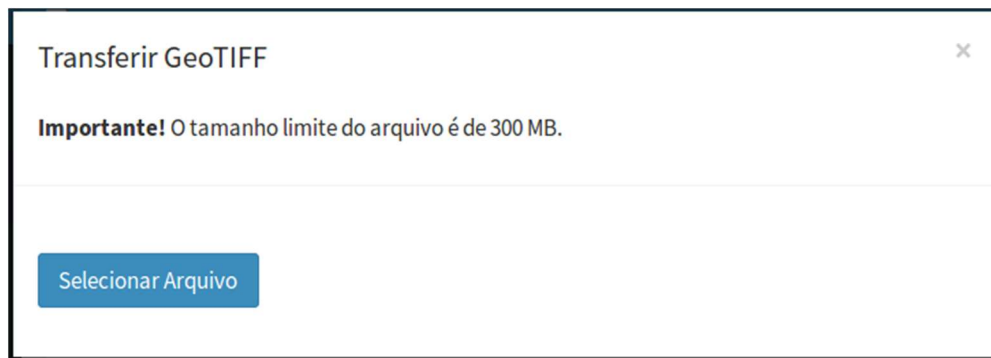 Transferir GeoTIFF
×
Importante! O tamanho limite do arquivo é de 300 MB.
Selecionar Arquivo